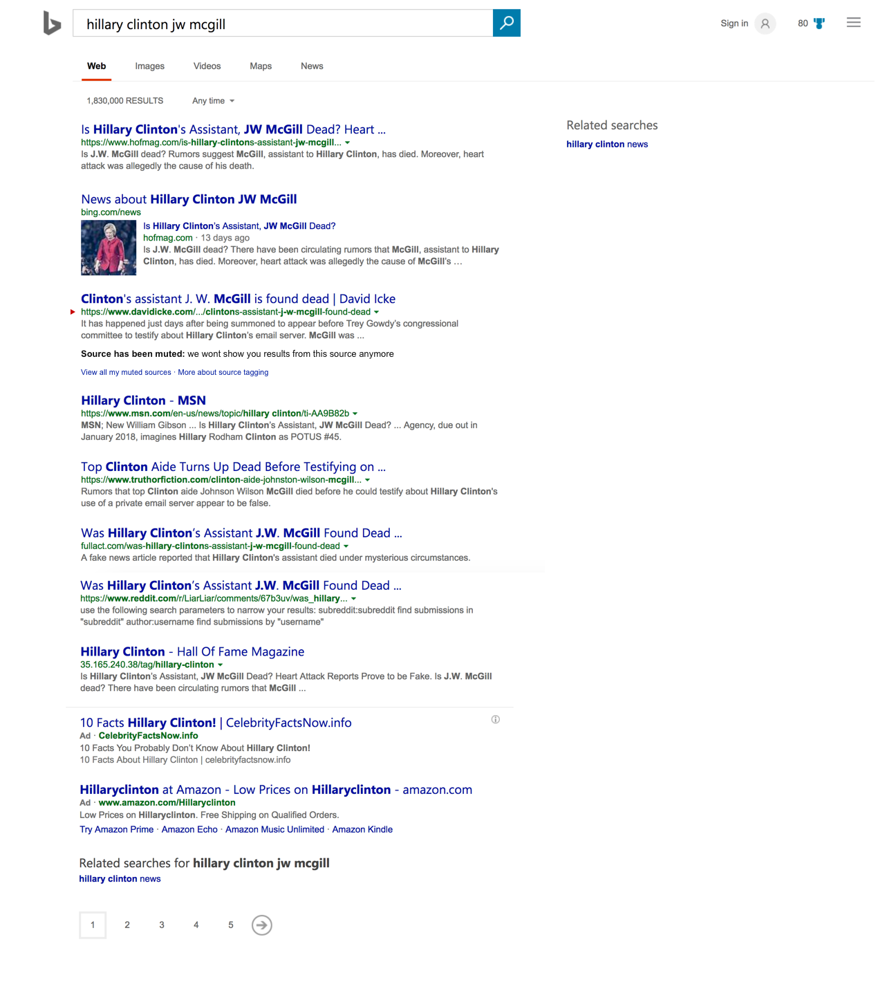 hillary clinton jw mcgill
Sign in
80
Web Images Videos Maps News
1,830,000 RESULTS Any time
Is Hillary Clinton's Assistant, JW McGill Dead? Heart ...
https://www.hofmag.com/is-hillary-clintons-assistant-jw-mcgill...
Is J.W. McGill dead? Rumors suggest McGill, assistant to Hillary Clinton, has died. Moreover, heart
attack was allegedly the cause of his death.
Related searches
hillary clinton news
News about Hillary Clinton JW McGill
bing.com/news
Is Hillary Clinton's Assistant, JW McGill Dead?
hofmag.com · 13 days ago
Is J.W. McGill dead? There have been circulating rumors that McGill, assistant to Hillary
Clinton, has died. Moreover, heart attack was allegedly the cause of McGill's …
Clinton's assistant J. W. McGill is found dead | David Icke
https://www.davidicke.com/.../clintons-assistant-j-w-mcgill-found-dead
It has happened just days after being summoned to appear before Trey Gowdy's congressional
committee to testify about Hillary Clinton's email server. McGill was ...
Source has been muted: we wont show you results from this source anymore
View all my muted sources · More about source tagging
Hillary Clinton - MSN
https://www.msn.com/en-us/news/topic/hillary clinton/ti-AA9B82b
MSN; New William Gibson ... Is Hillary Clinton's Assistant, JW McGill Dead? ... Agency, due out in
January 2018, imagines Hillary Rodham Clinton as POTUS #45.
Top Clinton Aide Turns Up Dead Before Testifying on ...
https://www.truthorfiction.com/clinton-aide-johnston-wilson-mcgill...
Rumors that top Clinton aide Johnson Wilson McGill died before he could testify about Hillary Clinton's
use of a private email server appear to be false.
Was Hillary Clinton's Assistant J.W. McGill Found Dead ...
fullact.com/was-hillary-clintons-assistant-j-w-mcgill-found-dead
A fake news article reported that Hillary Clinton's assistant died under mysterious circumstances.
Was Hillary Clinton's Assistant J.W. McGill Found Dead ...
https://www.reddit.com/r/LiarLiar/comments/67b3uv/was_hillary...
use the following search parameters to narrow your results: subreddit:subreddit find submissions in
"subreddit" author:username find submissions by "username"
Hillary Clinton - Hall Of Fame Magazine
35.165.240.38/tag/hillary-clinton
Is Hillary Clinton's Assistant, JW McGill Dead? Heart Attack Reports Prove to be Fake. Is J.W. McGill
dead? There have been circulating rumors that McGill ...
10 Facts Hillary Clinton! | CelebrityFactsNow.info
Ad · CelebrityFactsNow.info
10 Facts You Probably Don't Know About Hillary Clinton!
10 Facts About Hillary Clinton | celebrityfactsnow.info
Hillaryclinton at Amazon - Low Prices on Hillaryclinton - amazon.com
Ad · www.amazon.com/Hillaryclinton
Low Prices on Hillaryclinton. Free Shipping on Qualified Orders.
Try Amazon Prime · Amazon Echo · Amazon Music Unlimited · Amazon Kindle
Related searches for hillary clinton jw mcgill
hillary clinton news
1 2 3 4 5